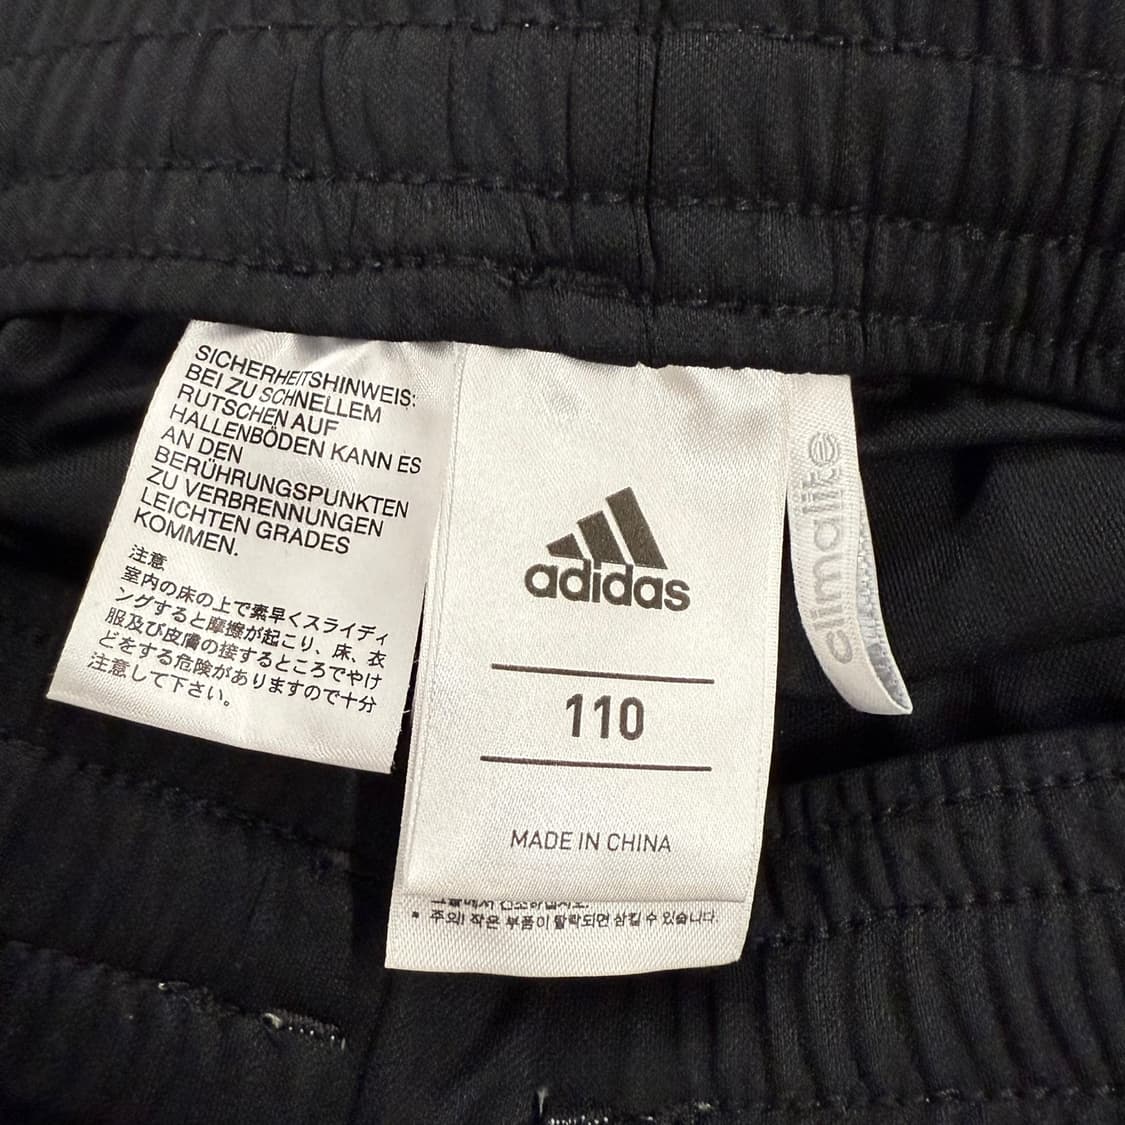 SICHERHEITSHINWEIS:
BEI ZU SCHNELLEM
RUTSCHEN AUF
HALLENBÖDEN KANN ES
AN DEN
BERÜHRUNGSPUNKTEN
ZU VERBRENNUNGEN
LEICHTEN GRADES
KOMMEN.
注意
室内の床の上で素早くスライディ
ングすると摩擦が起こり、床、衣
服及び皮膚の接するところでやけ
どをする危険がありますので十分
注意して下さい。
adidas
110
MADE IN CHINA
* 주의! 작은 부품이 탈락되면 삼킬 수 있습니다.
climalite